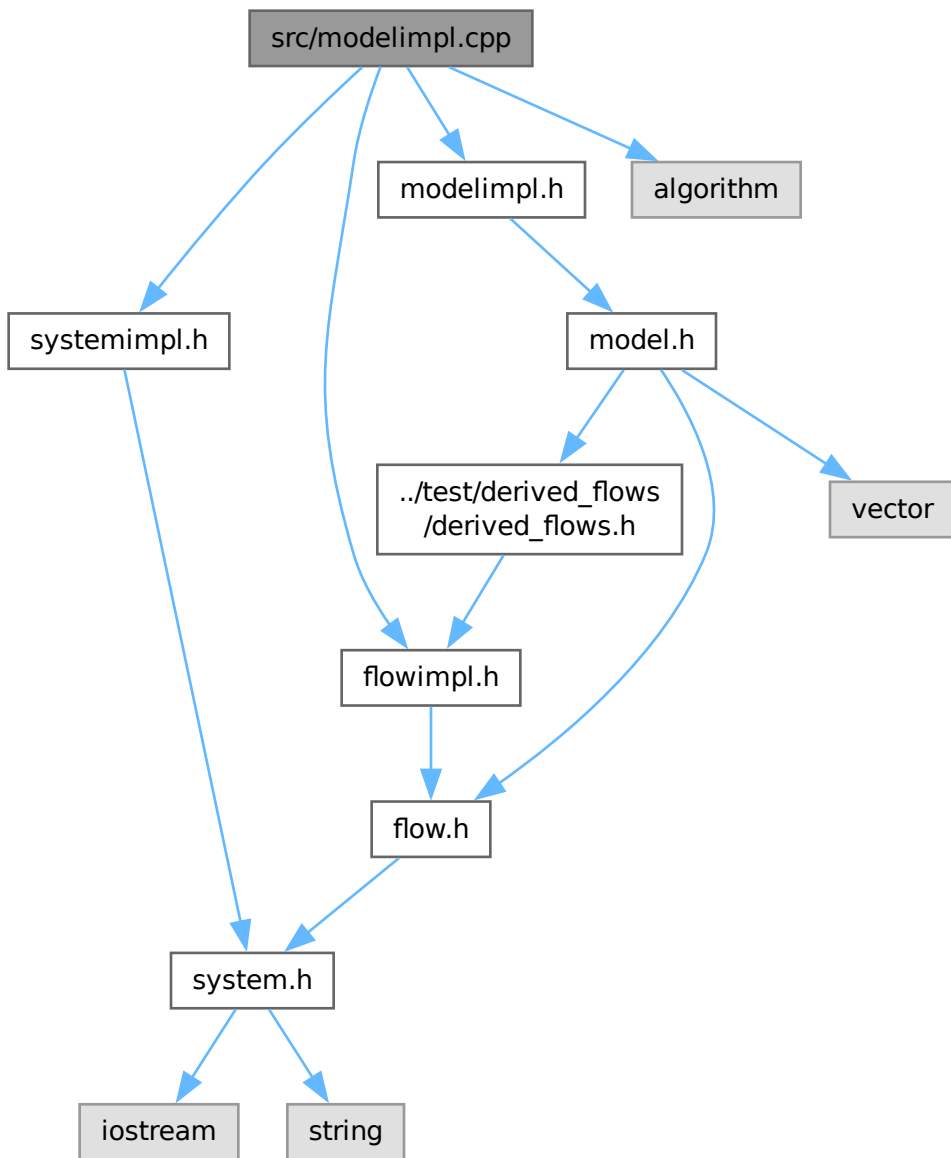 src/modelimpl.cpp
modelimpl.h
algorithm
systemimpl.h
model.h
../test/derived_flows
/derived_flows.h
vector
flowimpl.h
flow.h
system.h
iostream
string